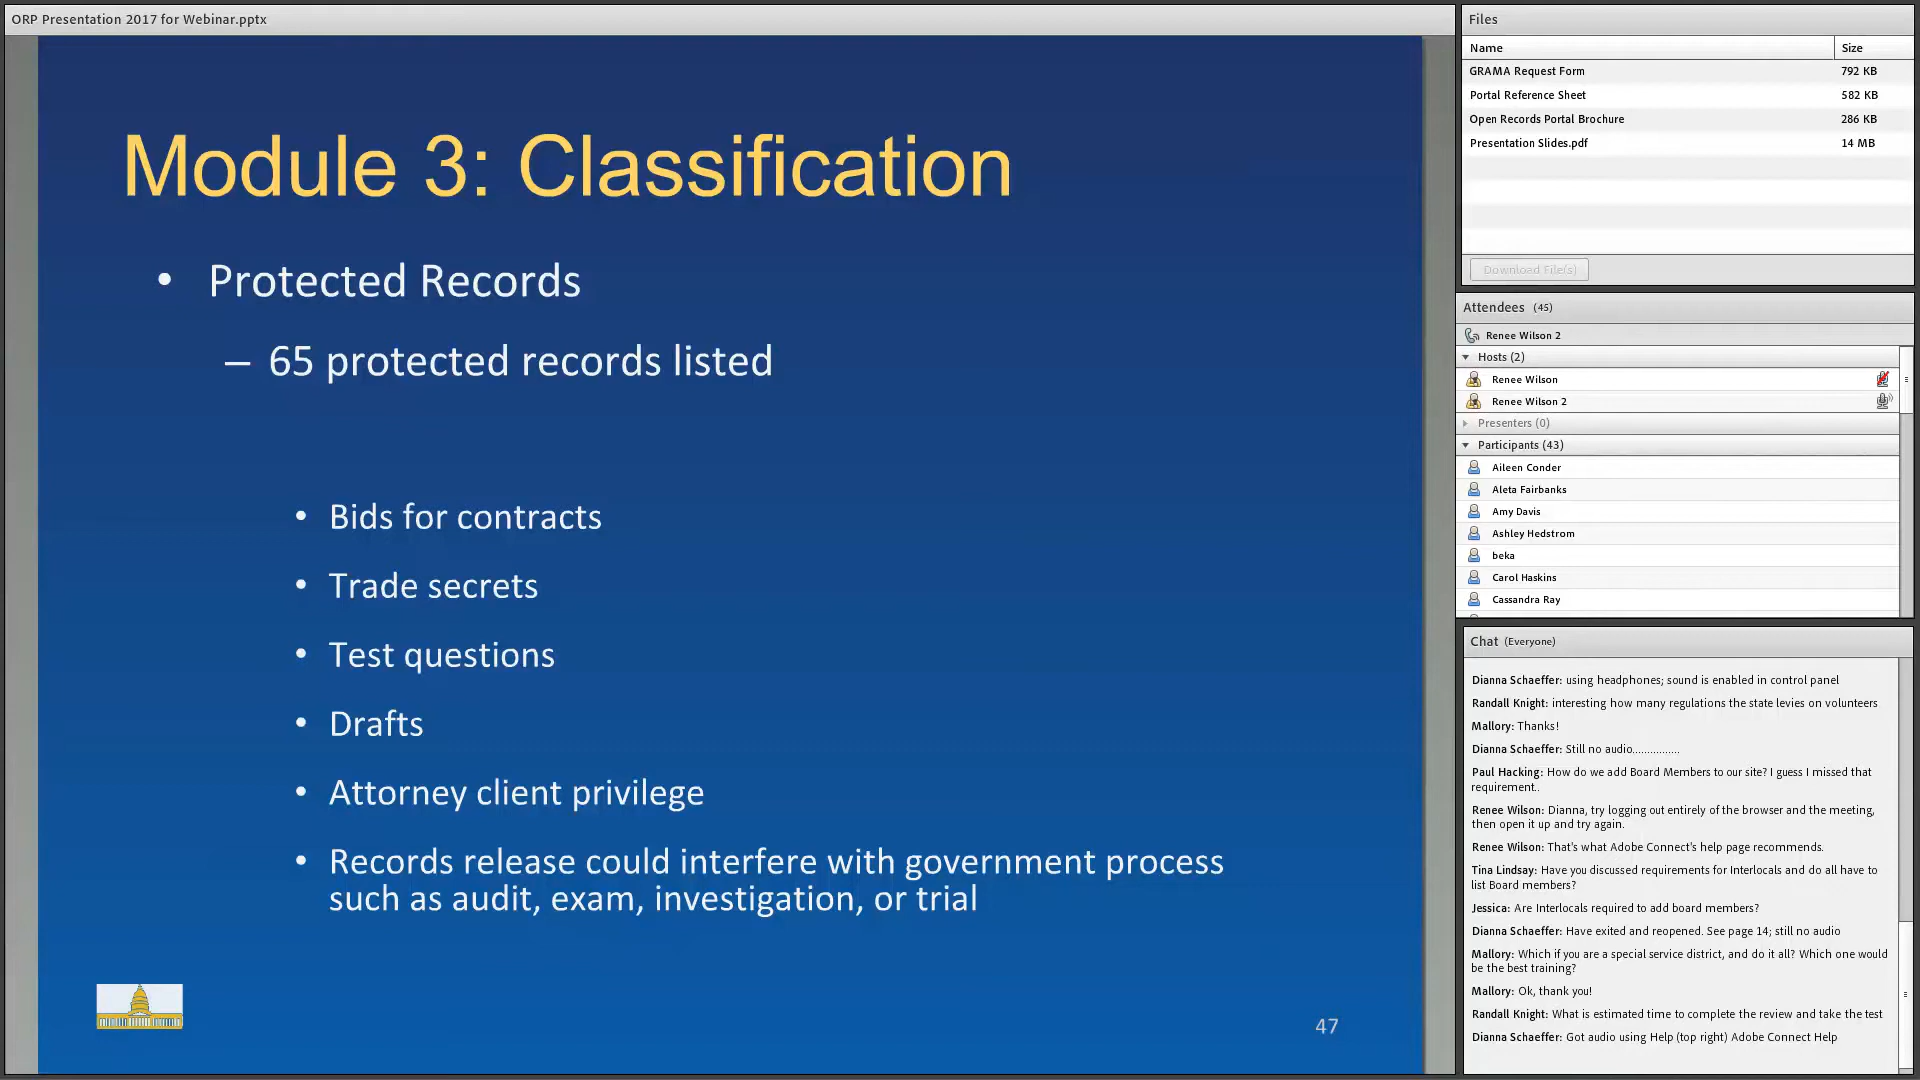 ORP Presentation 2017 for Webinar.pptx
Module 3: Classification
• Protected Records
– 65 protected records listed
• Bids for contracts
• Trade secrets
• Test questions
• Drafts
• Attorney client privilege
• Records release could interfere with government process
such as audit, exam, investigation, or trial
47
Files
Name Size
GRAMA Request Form 792 KB
Portal Reference Sheet 582 KB
Open Records Portal Brochure 286 KB
Presentation Slides.pdf 14 MB
Download File(s)
Attendees (45)
Renee Wilson 2
Hosts (2)
Renee Wilson
Renee Wilson 2
Presenters (0)
Participants (43)
Aileen Conder
Aleta Fairbanks
Amy Davis
Ashley Hedstrom
beka
Carol Haskins
Cassandra Ray
Chat (Everyone)
Dianna Schaeffer: using headphones; sound is enabled in control panel
Randall Knight: interesting how many regulations the state levies on volunteers
Mallory: Thanks!
Dianna Schaeffer: Still no audio................
Paul Hacking: How do we add Board Members to our site? I guess I missed that
requirement..
Renee Wilson: Dianna, try logging out entirely of the browser and the meeting,
then open it up and try again.
Renee Wilson: That's what Adobe Connect's help page recommends.
Tina Lindsay: Have you discussed requirements for Interlocals and do all have to
list Board members?
Jessica: Are Interlocals required to add board members?
Dianna Schaeffer: Have exited and reopened. See page 14; still no audio
Mallory: Which if you are a special service district, and do it all? Which one would
be the best training?
Mallory: Ok, thank you!
Randall Knight: What is estimated time to complete the review and take the test
Dianna Schaeffer: Got audio using Help (top right) Adobe Connect Help